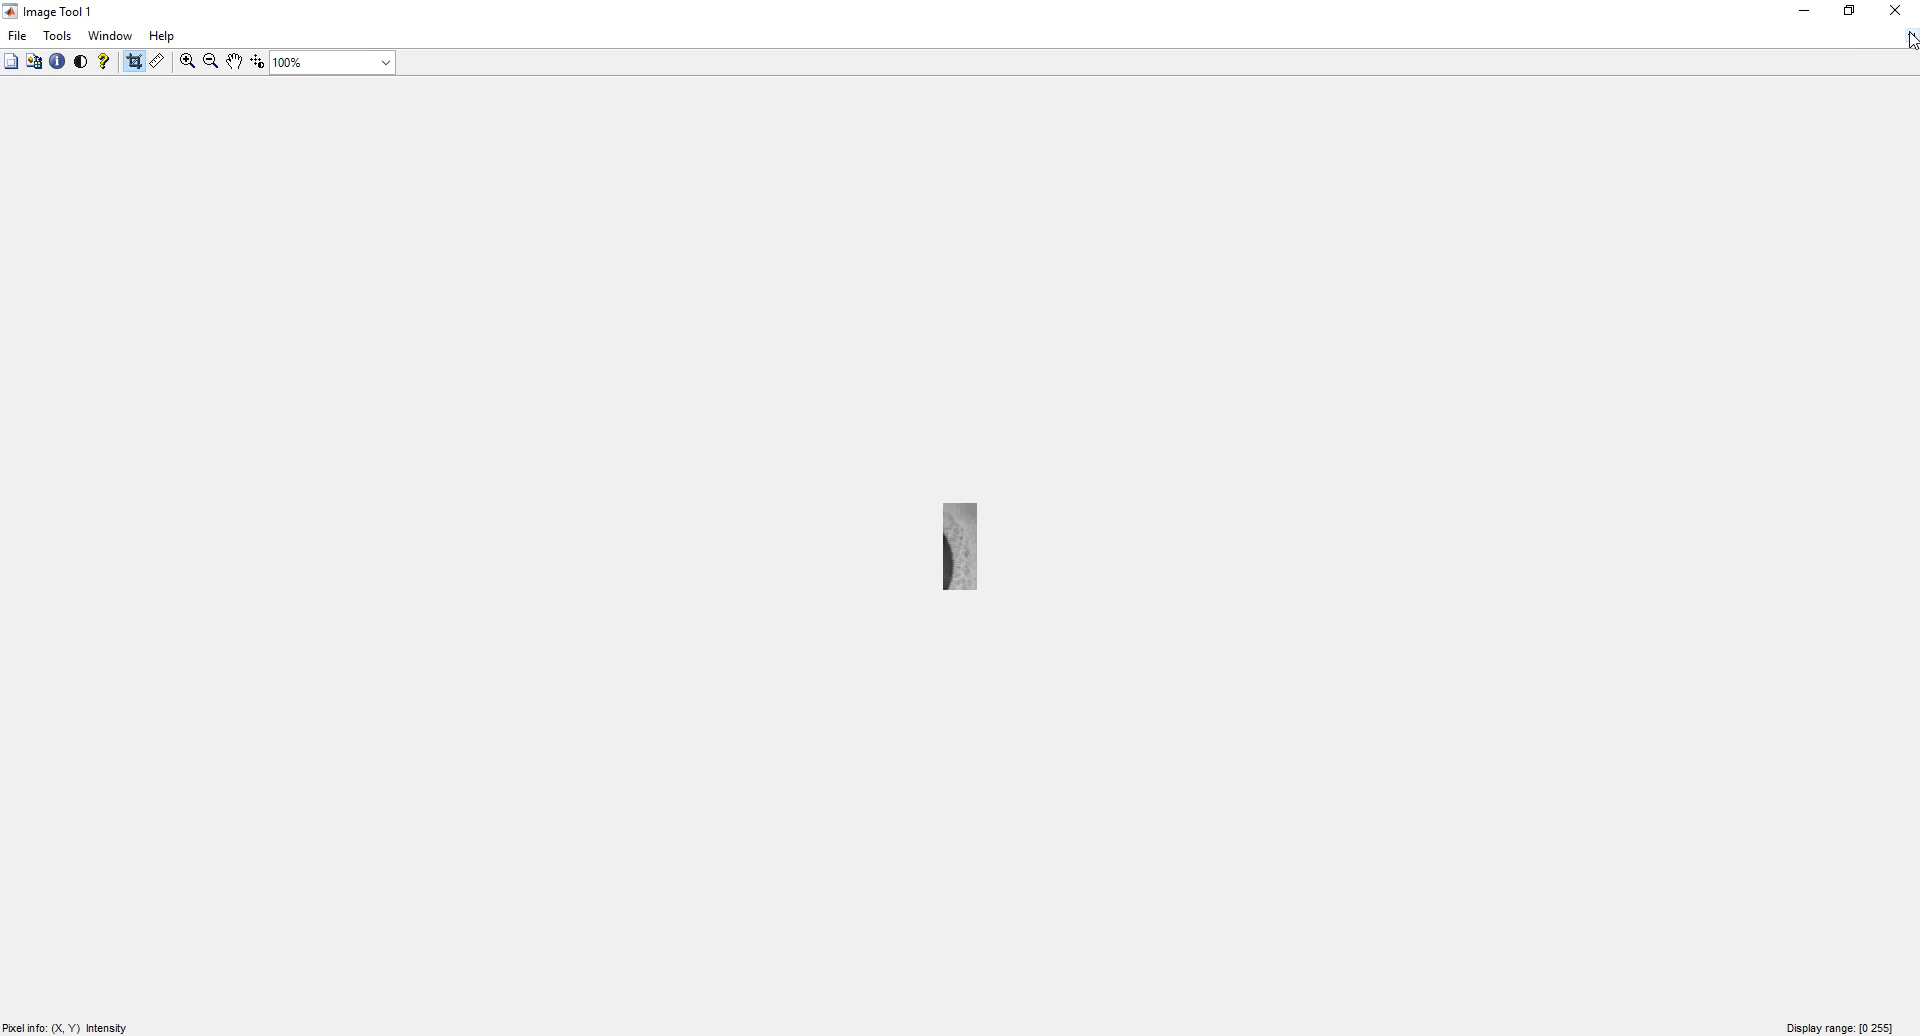 Image Tool 1
File Tools Window Help
100%
Pixel info: (X, Y) Intensity
Display range: [0 255]